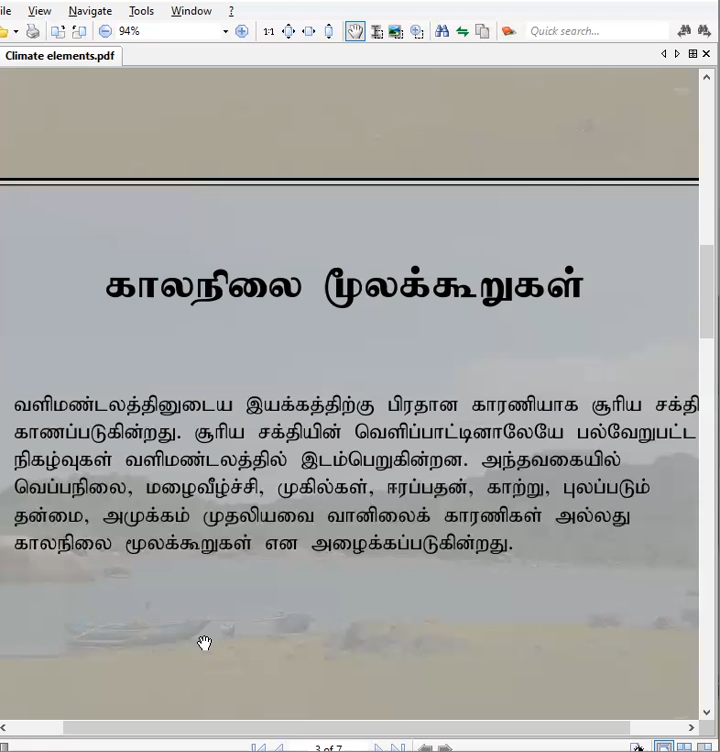 ile View Navigate Tools Window ?
94% 1:1 Quick search...
Climate elements.pdf
காலநிலை மூலக்கூறுகள்
வளிமண்டலத்தினுடைய இயக்கத்திற்கு பிரதான காரணியாக சூரிய சக்தி
காணப்படுகின்றது. சூரிய சக்தியின் வெளிப்பாட்டினாலேயே பல்வேறுபட்ட
நிகழ்வுகள் வளிமண்டலத்தில் இடம்பெறுகின்றன. அந்தவகையில்
வெப்பநிலை, மழைவீழ்ச்சி, முகில்கள், ஈரப்பதன், காற்று, புலப்படும்
தன்மை, அமுக்கம் முதலியவை வானிலைக் காரணிகள் அல்லது
காலநிலை மூலக்கூறுகள் என அழைக்கப்படுகின்றது.
3 of 7